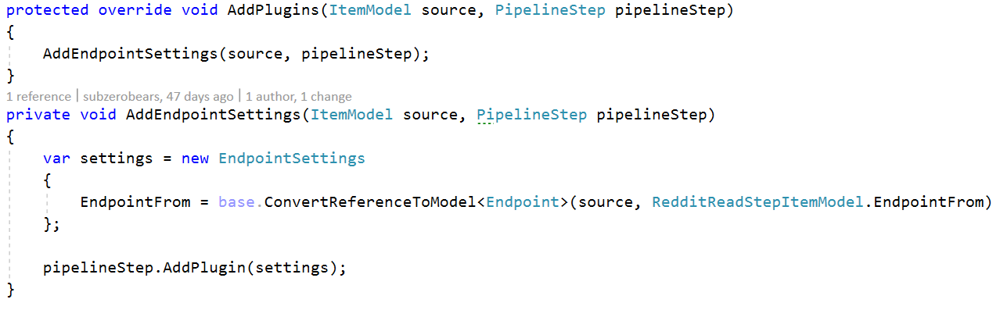 protected override void AddPlugins(ItemModel source, PipelineStep pipelineStep)
{
    AddEndpointSettings(source, pipelineStep);
}
1 reference | subzerobears, 47 days ago | 1 author, 1 change
private void AddEndpointSettings(ItemModel source, PipelineStep pipelineStep)
{
    var settings = new EndpointSettings
    {
        EndpointFrom = base.ConvertReferenceToModel<Endpoint>(source, RedditReadStepItemModel.EndpointFrom)
    };
    pipelineStep.AddPlugin(settings);
}